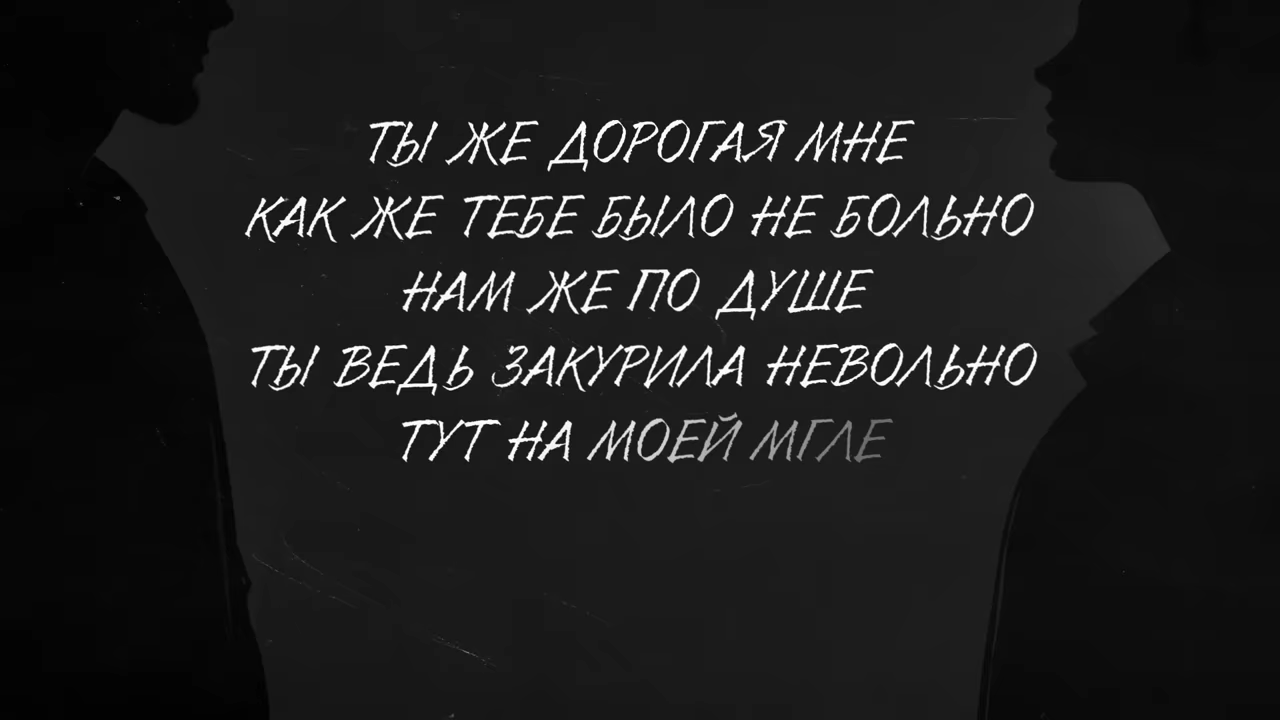 ТЫ ЖЕ ДОРОГАЯ МНЕ
КАК ЖЕ ТЕБЕ БЫЛО НЕ БОЛЬНО
НАМ ЖЕ ПО ДУШЕ
ТЫ ВЕДЬ ЗАКУРИЛА НЕВОЛЬНО
ТУТ НА МОЕЙ МГЛЕ